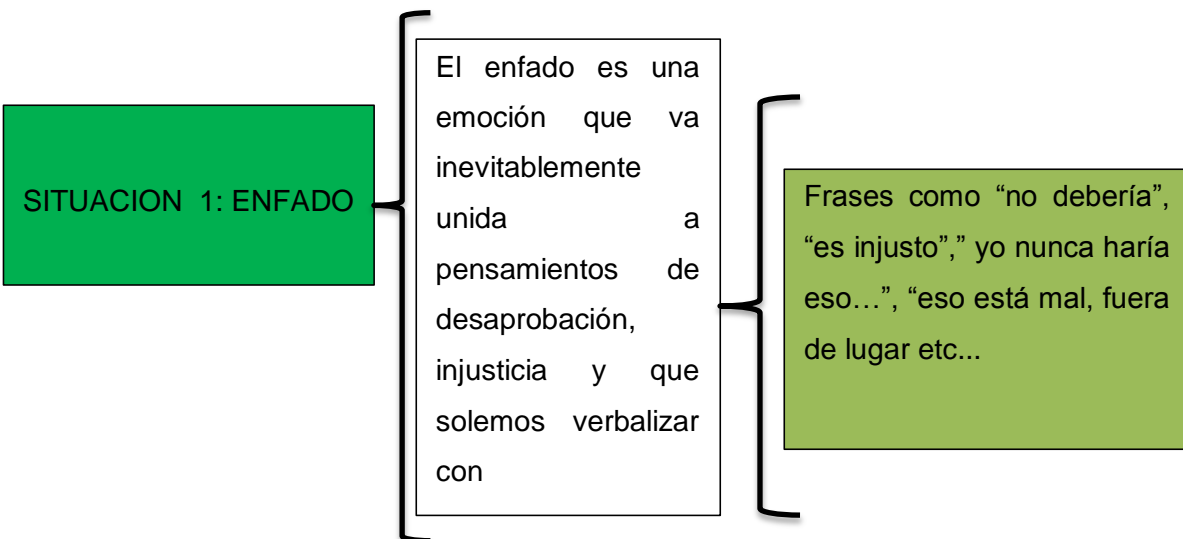 SITUACION 1: ENFADO
El enfado es una
emoción que va
inevitablemente
unida a
pensamientos de
desaprobación,
injusticia y que
solemos verbalizar
con
Frases como “no debería”,
“es injusto”,” yo nunca haría
eso…”, “eso está mal, fuera
de lugar etc...